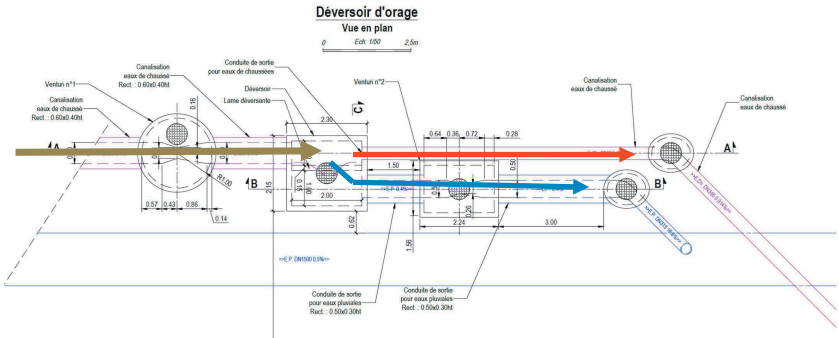 Déversoir d'orage
Vue en plan
0 Ech: 1/50 2,5m
Canalisation
eaux de chaussé
Rect. : 0.60x0.40ht
Conduite de sortie
pour eaux de chaussées
Venturi n°1
Déversoir
Venturi n°2
Canalisation
eaux de chaussé
Canalisation
eaux de chaussé
Rect. : 0.60x0.40ht
Lame déversante
Canalisation
eaux de chaussé
0.16
2.30
C
0.64 0.36 0.72 0.28
A
A
R1.00
1.50
0.50
B
B
2.15
0.15
1.00
2.00
0.26
0.57 0.43 0.86
0.14
0.62
2.24
3.00
1.56
>>E.P. DN1500 0.5%>>
Conduite de sortie
pour eaux pluviales
Rect. : 0.50x0.30ht
Conduite de sortie
pour eaux pluviales
Rect. : 0.50x0.30ht